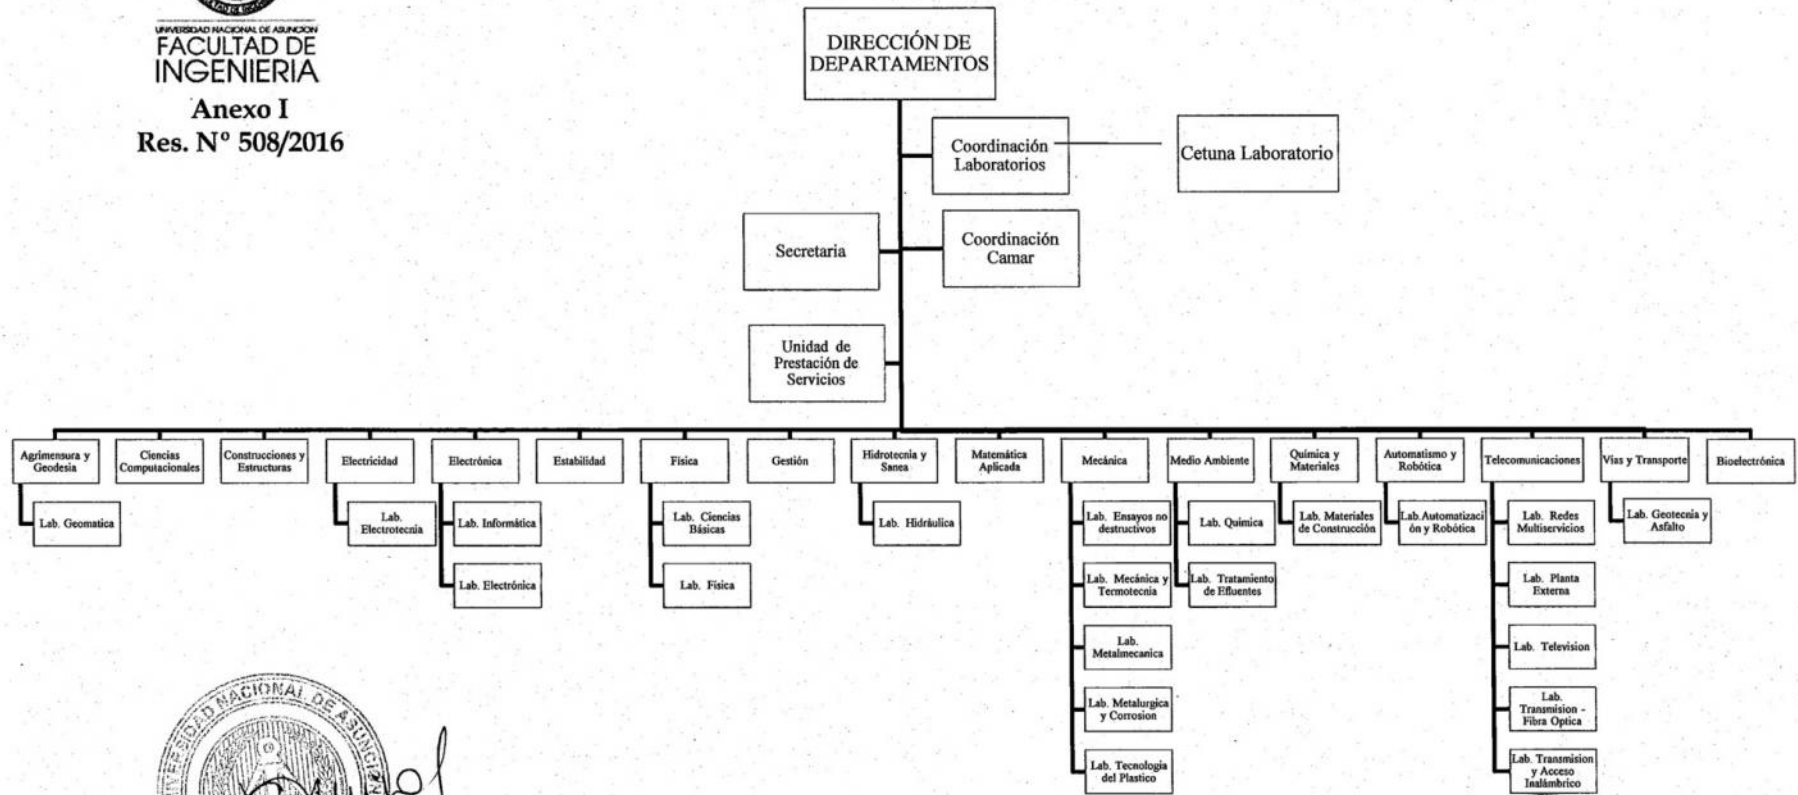 UNIVERSIDAD NACIONAL DE ASUNCION
FACULTAD DE
INGENIERIA
Anexo I
Res. Nº 508/2016
DIRECCIÓN DE
DEPARTAMENTOS
Coordinación
Laboratorios
Cetuna Laboratorio
Secretaria
Coordinación
Camar
Unidad de
Prestación de
Servicios
Agrimensura y
Geodesia
Ciencias
Computacionales
Construcciones y
Estructuras
Electricidad
Electrónica
Estabilidad
Física
Gestión
Hidrotecnia y
Sanea
Matemática
Aplicada
Mecánica
Medio Ambiente
Química y
Materiales
Automatismo y
Robótica
Telecomunicaciones
Vías y Transporte
Bioelectrónica
Lab. Geomatica
Lab.
Electrotecnia
Lab. Informática
Lab. Electrónica
Lab. Ciencias
Básicas
Lab. Física
Lab. Hidráulica
Lab. Ensayos no
destructivos
Lab. Mecánica y
Termotecnia
Lab.
Metalmecanica
Lab. Metalurgica
y Corrosion
Lab. Tecnologia
del Plastico
Lab. Química
Lab. Tratamiento
de Efluentes
Lab. Materiales
de Construcción
Lab.Automatizaci
ón y Robótica
Lab. Redes
Multiservicios
Lab. Planta
Externa
Lab. Television
Lab.
Transmision -
Fibra Optica
Lab. Transmision
y Acceso
Inalámbrico
Lab. Geotecnia y
Asfalto
UNIVERSIDAD NACIONAL DE ASUNCION